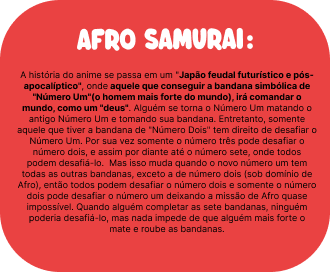 AFRO SAMURAI:
A história do anime se passa em um "Japão feudal futurístico e pós-
apocalíptico", onde aquele que conseguir a bandana simbólica de
"Número Um"(o homem mais forte do mundo), irá comandar o
mundo, como um "deus". Alguém se torna o Número Um matando o
antigo Número Um e tomando sua bandana. Entretanto, somente
aquele que tiver a bandana de "Número Dois" tem direito de desafiar o
Número Um. Por sua vez somente o número três pode desafiar o
número dois, e assim por diante até o número sete, onde todos
podem desafiá-lo. Mas isso muda quando o novo número um tem
todas as outras bandanas, exceto a de número dois (sob domínio de
Afro), então todos podem desafiar o número dois e somente o número
dois pode desafiar o número um deixando a missão de Afro quase
impossível. Quando alguém completar as sete bandanas, ninguém
poderia desafiá-lo, mas nada impede de que alguém mais forte o
mate e roube as bandanas.